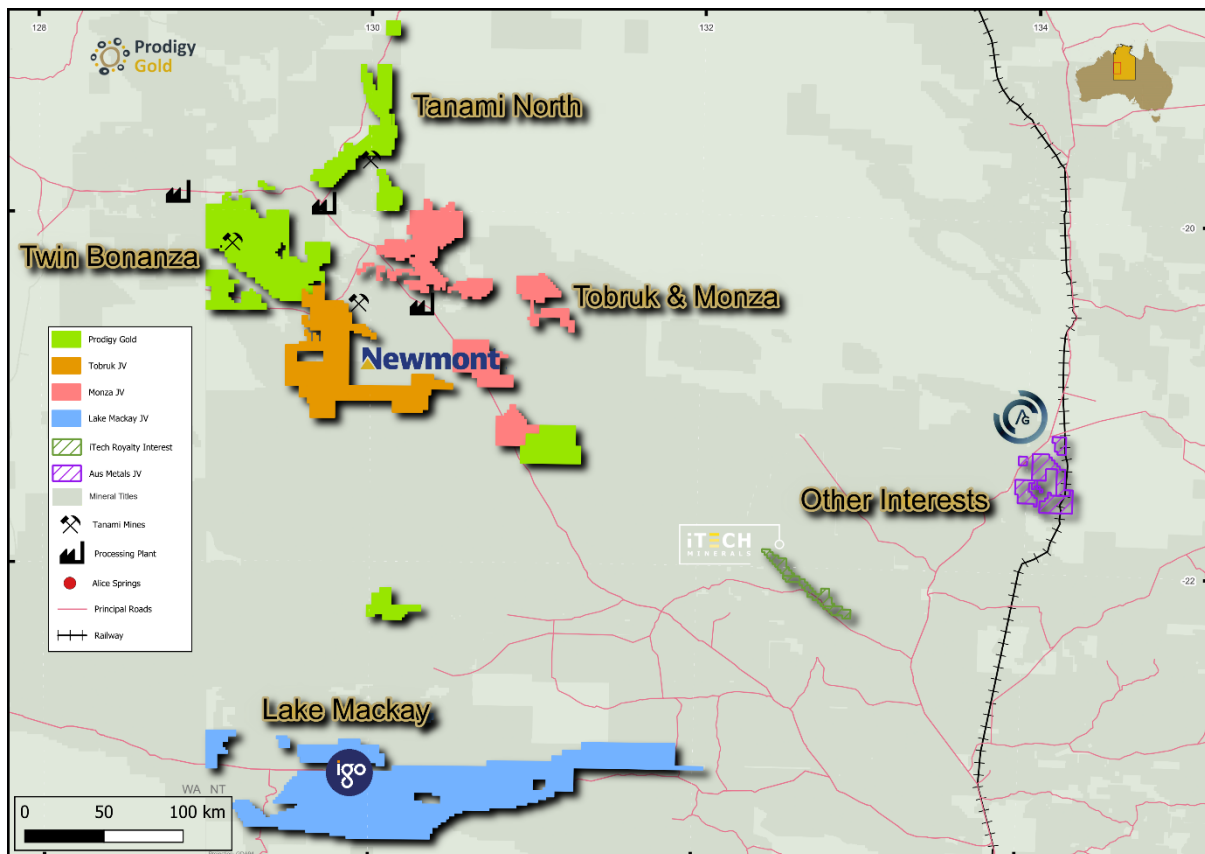 128
130
132
134
Prodigy
Gold
Tanami North
-20
Twin Bonanza
Tobruk & Monza
Newmont
Prodigy Gold
Tobruk JV
Monza JV
Lake Mackay JV
iTech Royalty Interest
Aus Metals JV
Mineral Titles
Tanami Mines
Processing Plant
Alice Springs
Principal Roads
Railway
AG
Other Interests
iTECH
MINERALS
-22
Lake Mackay
igo
WA NT
0 50 100 km